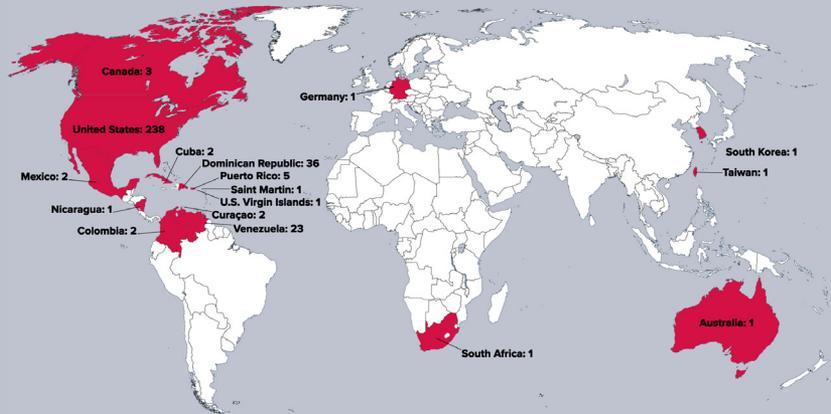 Canada: 3
Germany: 1
United States: 238
Cuba: 2
South Korea: 1
Dominican Republic: 36
Mexico: 2
Puerto Rico: 5
Taiwan: 1
Saint Martin: 1
U.S. Virgin Islands: 1
Nicaragua: 1
Curaçao: 2
Colombia: 2
Venezuela: 23
Australia: 1
South Africa: 1